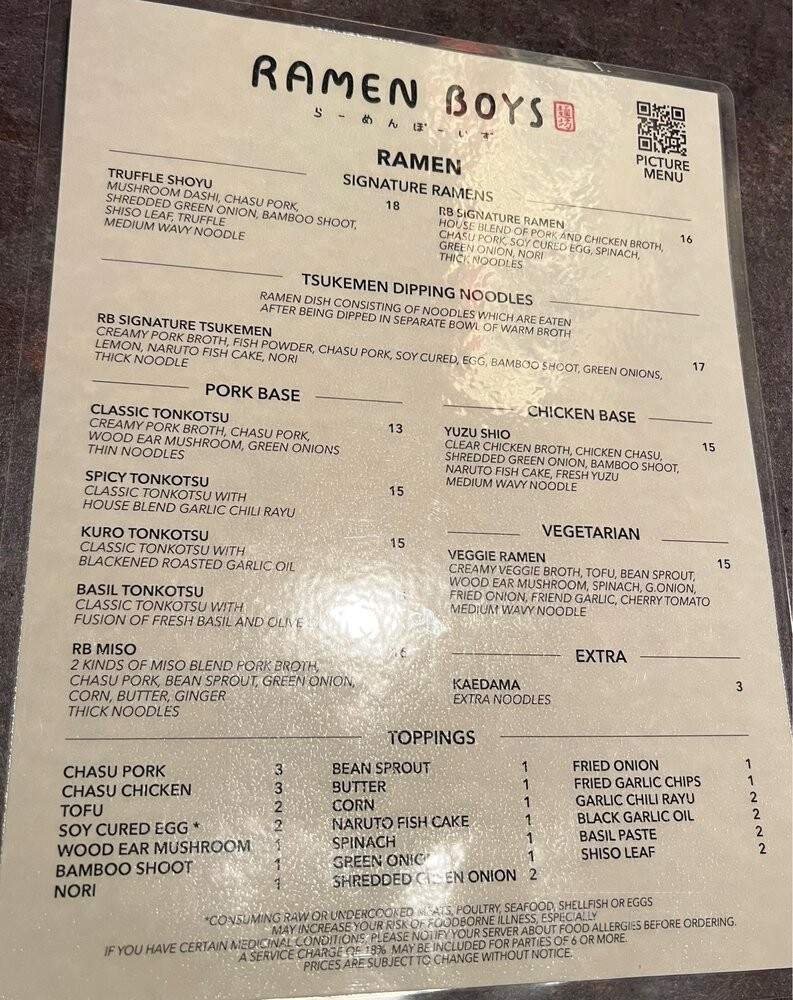 RAMEN BOYS
らーめんぼーいず
PICTURE
MENU
RAMEN
SIGNATURE RAMENS
TRUFFLE SHOYU 18
MUSHROOM DASHI, CHASU PORK,
SHREDDED GREEN ONION, BAMBOO SHOOT,
SHISO LEAF, TRUFFLE
MEDIUM WAVY NOODLE
RB SIGNATURE RAMEN 16
HOUSE BLEND OF PORK AND CHICKEN BROTH,
CHASU PORK, SOY CURED EGG, SPINACH,
GREEN ONION, NORI
THICK NOODLES
TSUKEMEN DIPPING NOODLES
RAMEN DISH CONSISTING OF NOODLES WHICH ARE EATEN
AFTER BEING DIPPED IN SEPARATE BOWL OF WARM BROTH
RB SIGNATURE TSUKEMEN 17
CREAMY PORK BROTH, FISH POWDER, CHASU PORK, SOY CURED, EGG, BAMBOO SHOOT, GREEN ONIONS,
LEMON, NARUTO FISH CAKE, NORI
THICK NOODLE
PORK BASE
CLASSIC TONKOTSU 13
CREAMY PORK BROTH, CHASU PORK,
WOOD EAR MUSHROOM, GREEN ONIONS
THIN NOODLES
SPICY TONKOTSU 15
CLASSIC TONKOTSU WITH
HOUSE BLEND GARLIC CHILI RAYU
KURO TONKOTSU 15
CLASSIC TONKOTSU WITH
BLACKENED ROASTED GARLIC OIL
BASIL TONKOTSU
CLASSIC TONKOTSU WITH
FUSION OF FRESH BASIL AND OLIVE
RB MISO 16
2 KINDS OF MISO BLEND PORK BROTH,
CHASU PORK, BEAN SPROUT, GREEN ONION,
CORN, BUTTER, GINGER
THICK NOODLES
CHICKEN BASE
YUZU SHIO 15
CLEAR CHICKEN BROTH, CHICKEN CHASU,
SHREDDED GREEN ONION, BAMBOO SHOOT,
NARUTO FISH CAKE, FRESH YUZU
MEDIUM WAVY NOODLE
VEGETARIAN
VEGGIE RAMEN 15
CREAMY VEGGIE BROTH, TOFU, BEAN SPROUT,
WOOD EAR MUSHROOM, SPINACH, G.ONION,
FRIED ONION, FRIEND GARLIC, CHERRY TOMATO
MEDIUM WAVY NOODLE
EXTRA
KAEDAMA 3
EXTRA NOODLES
TOPPINGS
CHASU PORK 3
CHASU CHICKEN 3
TOFU 2
SOY CURED EGG * 2
WOOD EAR MUSHROOM 1
BAMBOO SHOOT 1
NORI 1
BEAN SPROUT 1
BUTTER 1
CORN 1
NARUTO FISH CAKE 1
SPINACH 1
GREEN ONION 1
SHREDDED GREEN ONION 2
FRIED ONION 1
FRIED GARLIC CHIPS 1
GARLIC CHILI RAYU 2
BLACK GARLIC OIL 2
BASIL PASTE 2
SHISO LEAF 2
*CONSUMING RAW OR UNDERCOOKED MEATS, POULTRY, SEAFOOD, SHELLFISH OR EGGS
MAY INCREASE YOUR RISK OF FOODBORNE ILLNESS, ESPECIALLY
IF YOU HAVE CERTAIN MEDICINAL CONDITIONS, PLEASE NOTIFY YOUR SERVER ABOUT FOOD ALLERGIES BEFORE ORDERING.
A SERVICE CHARGE OF 18% MAY BE INCLUDED FOR PARTIES OF 6 OR MORE.
PRICES ARE SUBJECT TO CHANGE WITHOUT NOTICE.